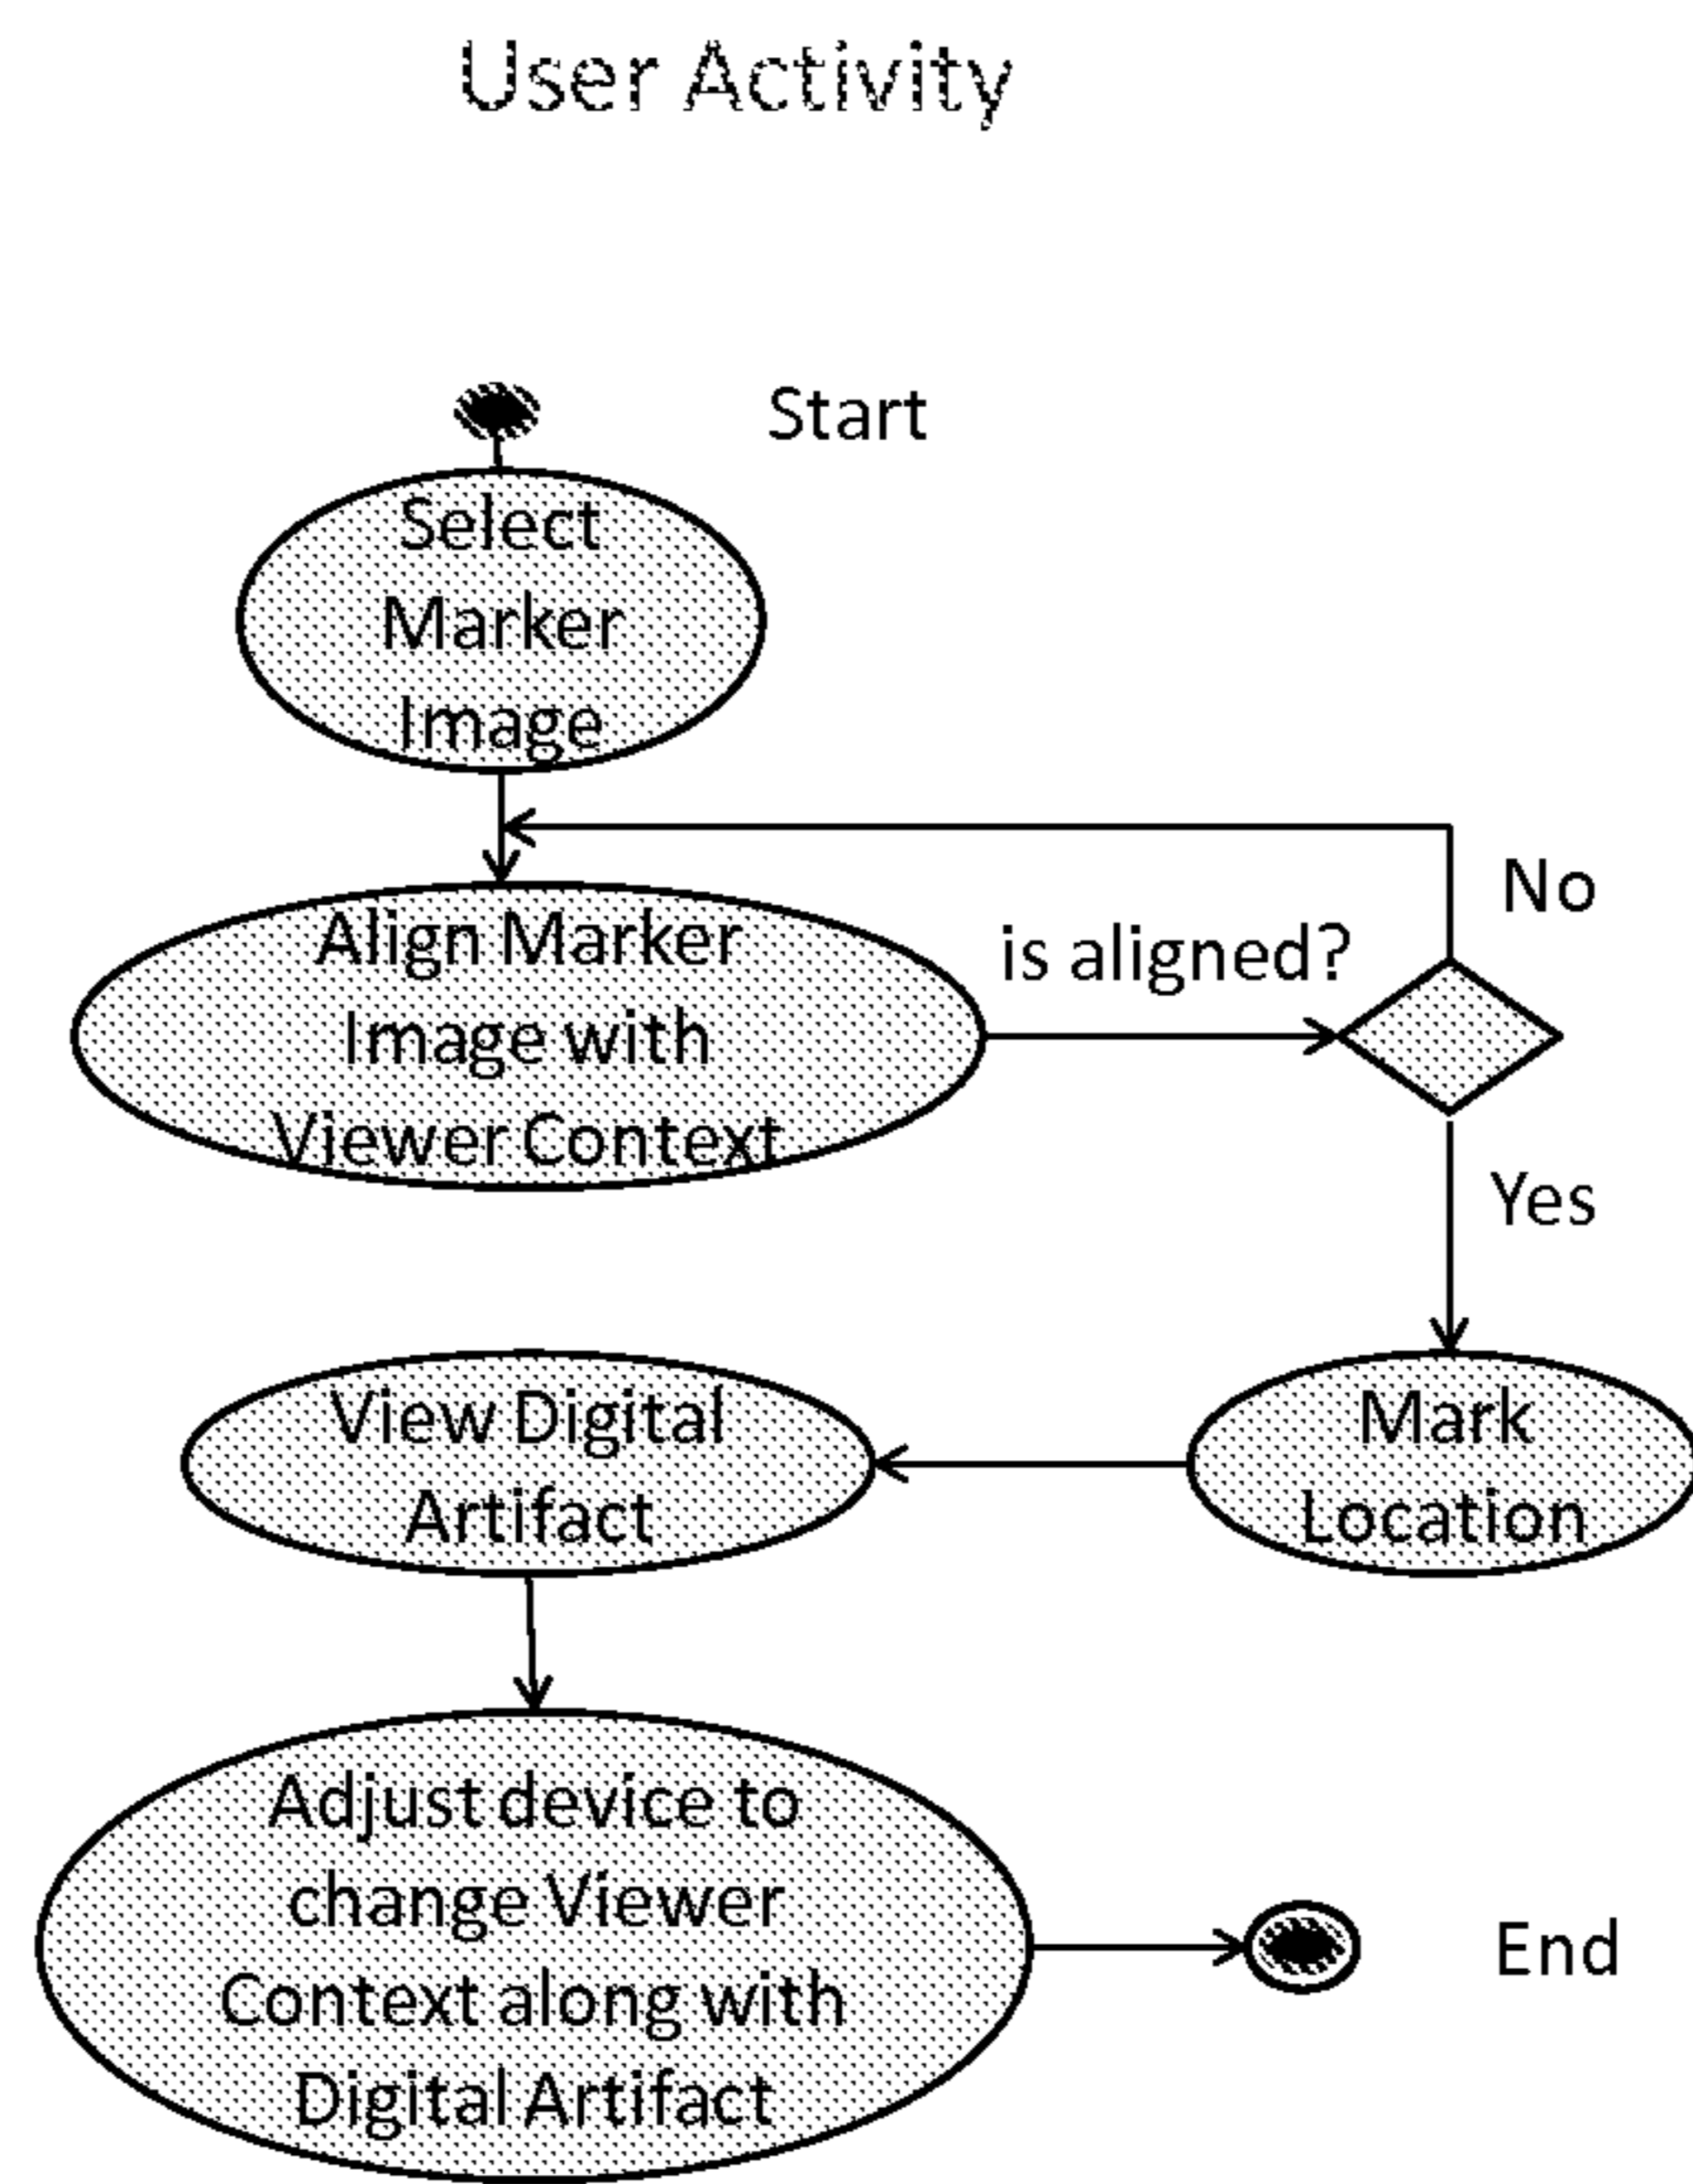 User Activity
Start
Select
Marker
Image
No
is aligned?
Align Marker
Image with
Viewer Context
Yes
Mark
Location
View Digital
Artifact
Adjust device to
change Viewer
Context along with
Digital Artifact
End